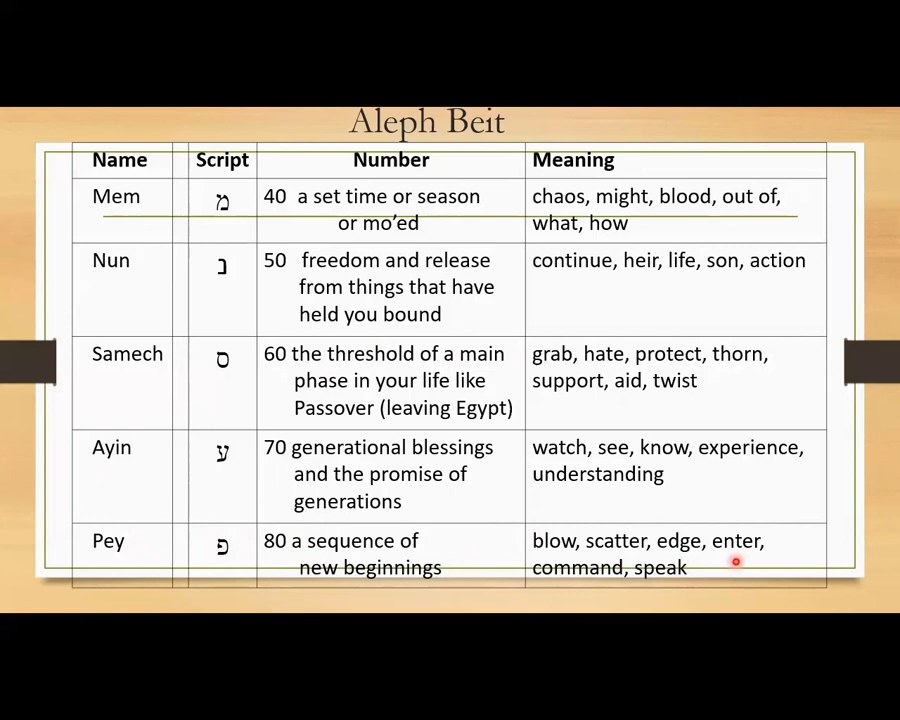 Aleph Beit
Name Script Number Meaning
Mem מ 40 a set time or season chaos, might, blood, out of,
or mo’ed what, how
Nun נ 50 freedom and release continue, heir, life, son, action
from things that have
held you bound
Samech ס 60 the threshold of a main grab, hate, protect, thorn,
phase in your life like support, aid, twist
Passover (leaving Egypt)
Ayin ע 70 generational blessings watch, see, know, experience,
and the promise of understanding
generations
Pey פ 80 a sequence of blow, scatter, edge, enter,
new beginnings command, speak